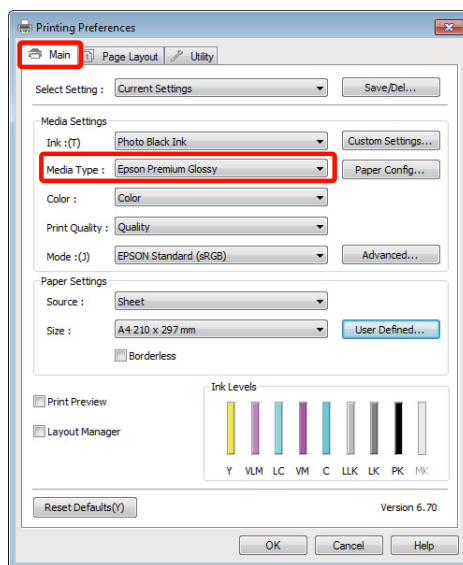 Printing Preferences
Main Page Layout Utility
Select Setting : Current Settings Save/Del...
Media Settings
Ink :(T) Photo Black Ink Custom Settings...
Media Type : Epson Premium Glossy Paper Config...
Color : Color
Print Quality : Quality
Mode :(J) EPSON Standard (sRGB) Advanced...
Paper Settings
Source : Sheet
Size : A4 210 x 297 mm User Defined...
Borderless
Ink Levels
Print Preview
Layout Manager
Y VLM LC VM C LLK LK PK MK
Reset Defaults(Y) Version 6.70
OK Cancel Help